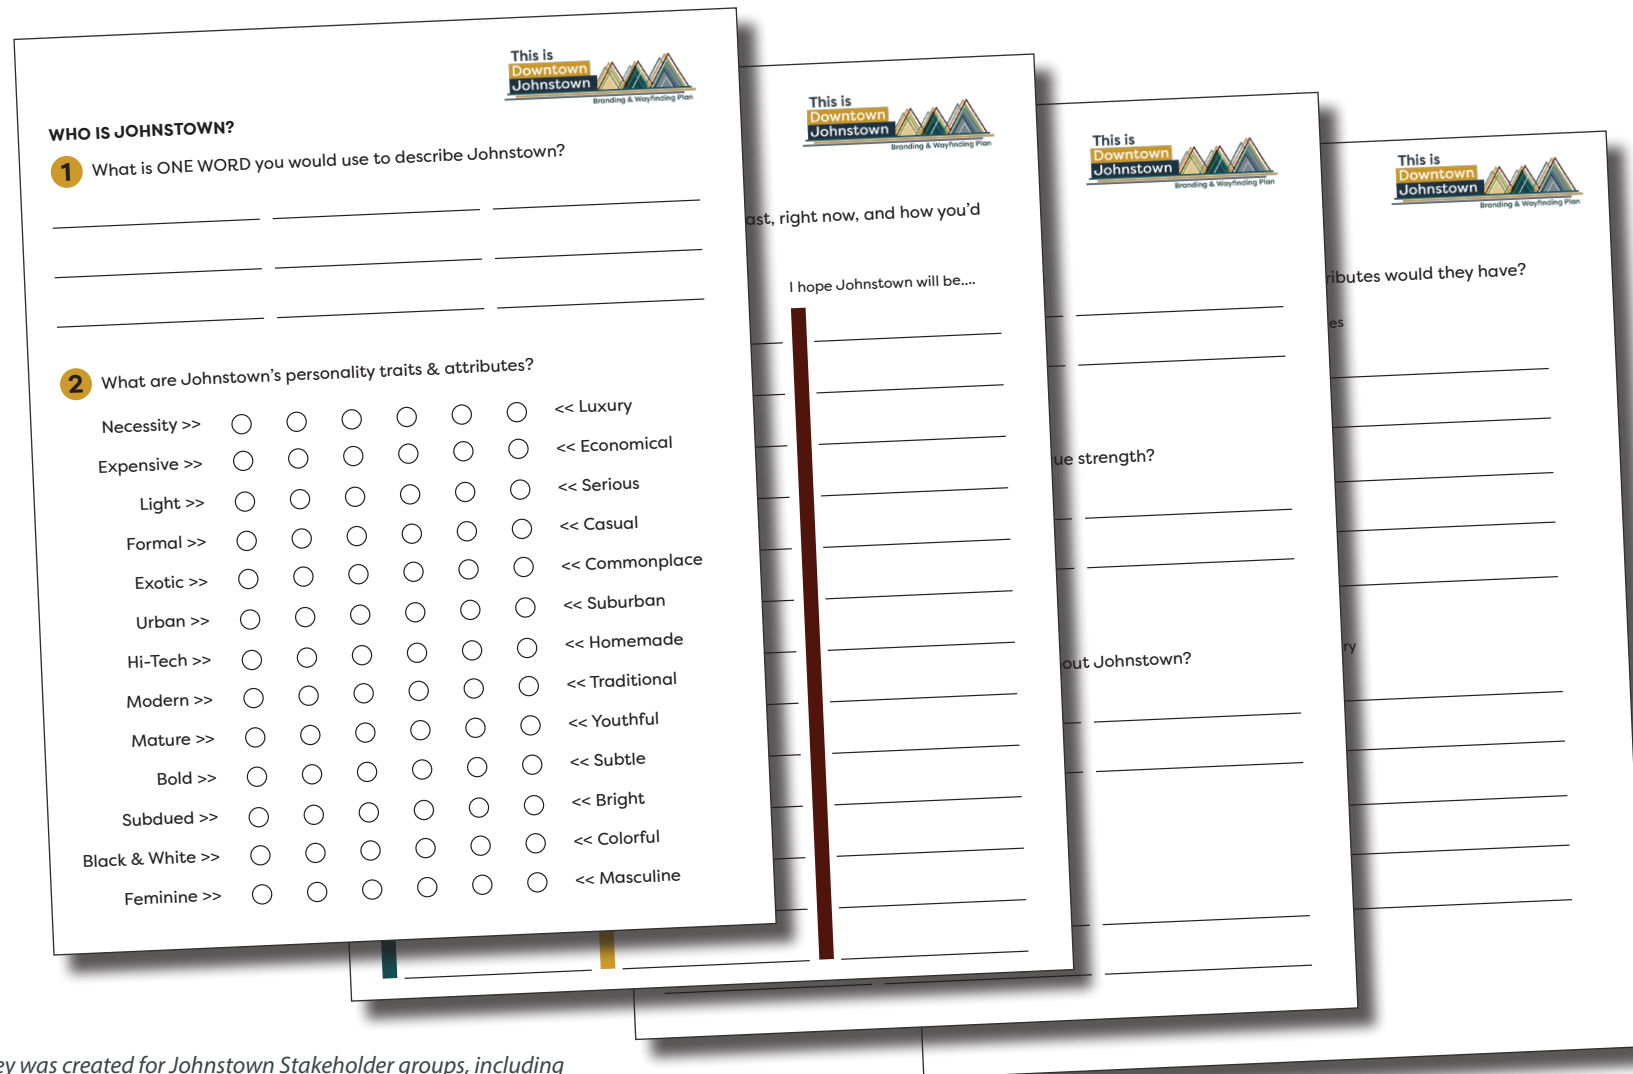 This is
Downtown
Johnstown
Branding & Wayfinding Plan
WHO IS JOHNSTOWN?
1 What is ONE WORD you would use to describe Johnstown?
2 What are Johnstown's personality traits & attributes?
Necessity >> << Luxury
Expensive >> << Economical
Light >> << Serious
Formal >> << Casual
Exotic >> << Commonplace
Urban >> << Suburban
Hi-Tech >> << Homemade
Modern >> << Traditional
Mature >> << Youthful
Bold >> << Subtle
Subdued >> << Bright
Black & White >> << Colorful
Feminine >> << Masculine
This is
Downtown
Johnstown
Branding & Wayfinding Plan
ast, right now, and how you'd
I hope Johnstown will be....
This is
Downtown
Johnstown
Branding & Wayfinding Plan
ue strength?
out Johnstown?
This is
Downtown
Johnstown
Branding & Wayfinding Plan
ributes would they have?
es
ry
ey was created for Johnstown Stakeholder groups, including